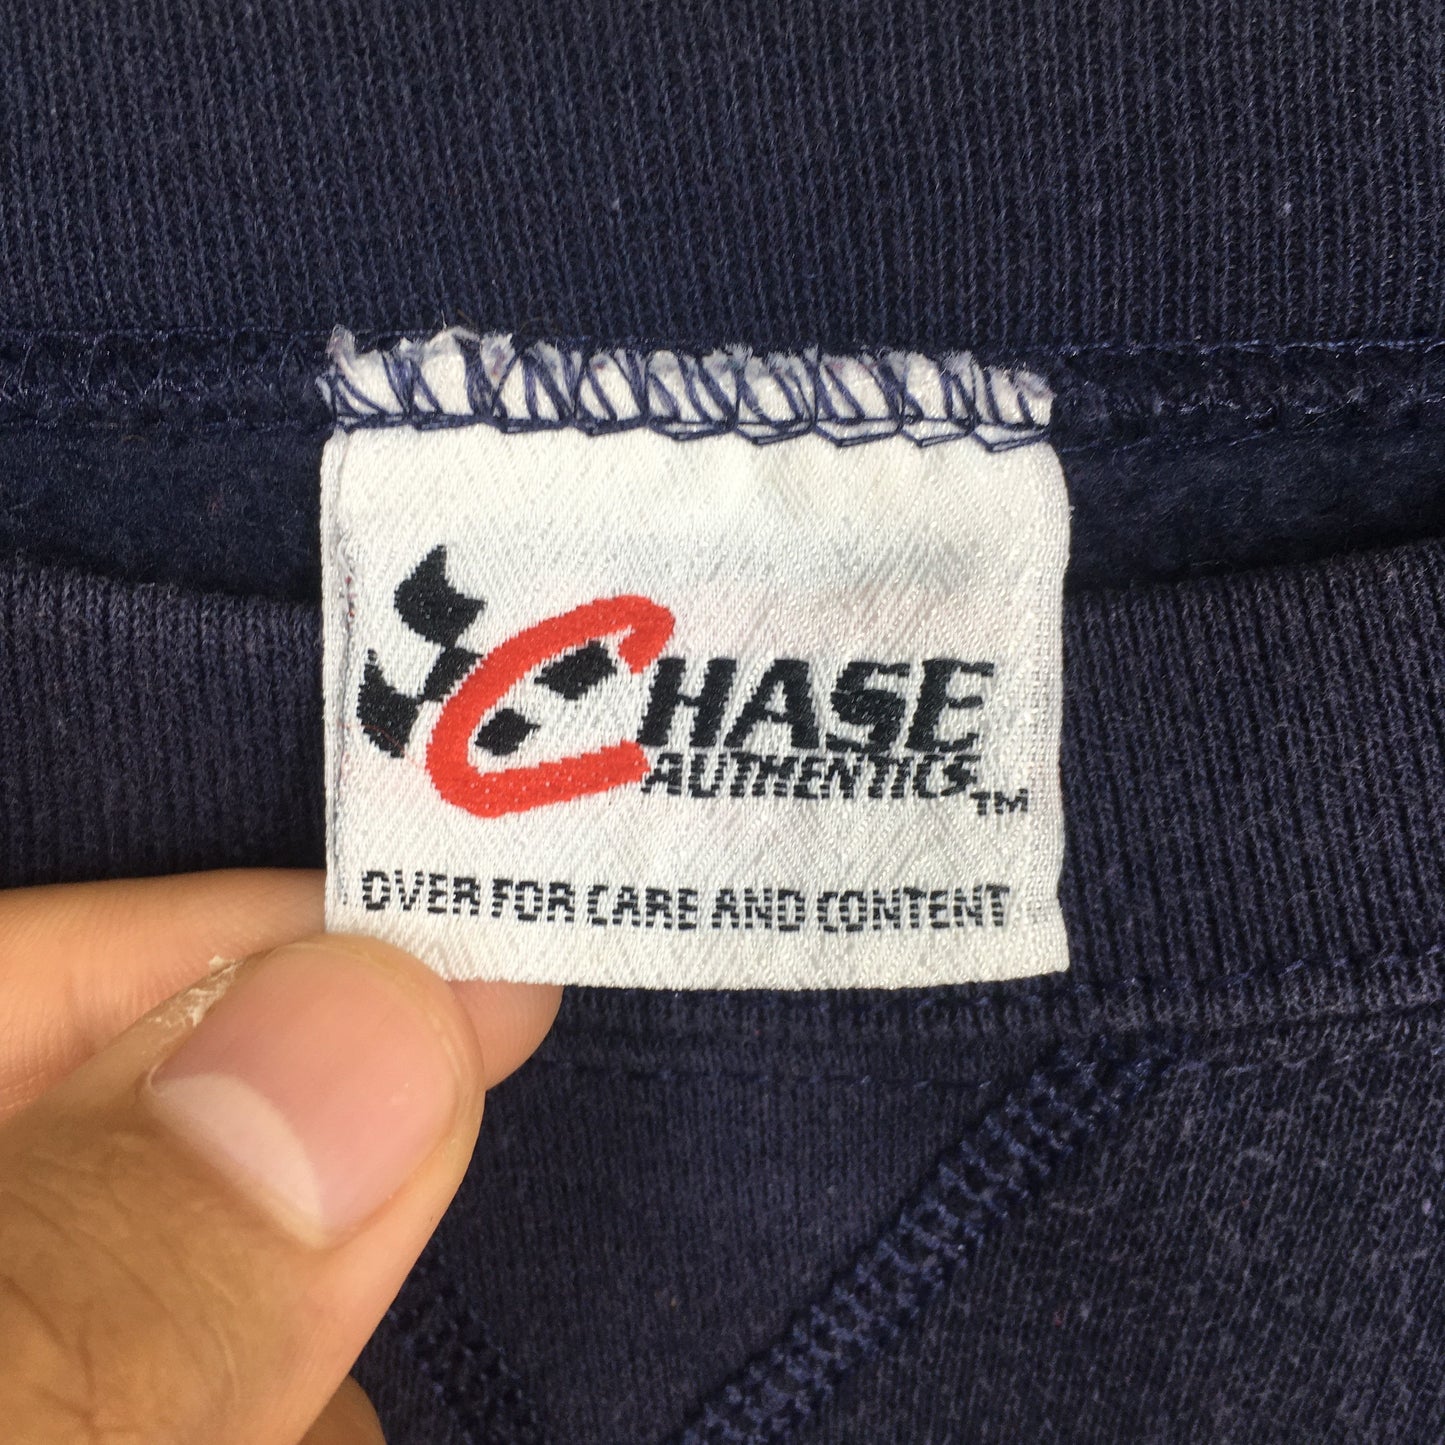 CHASE
AUTHENTICS™
OVER FOR CARE AND CONTENT